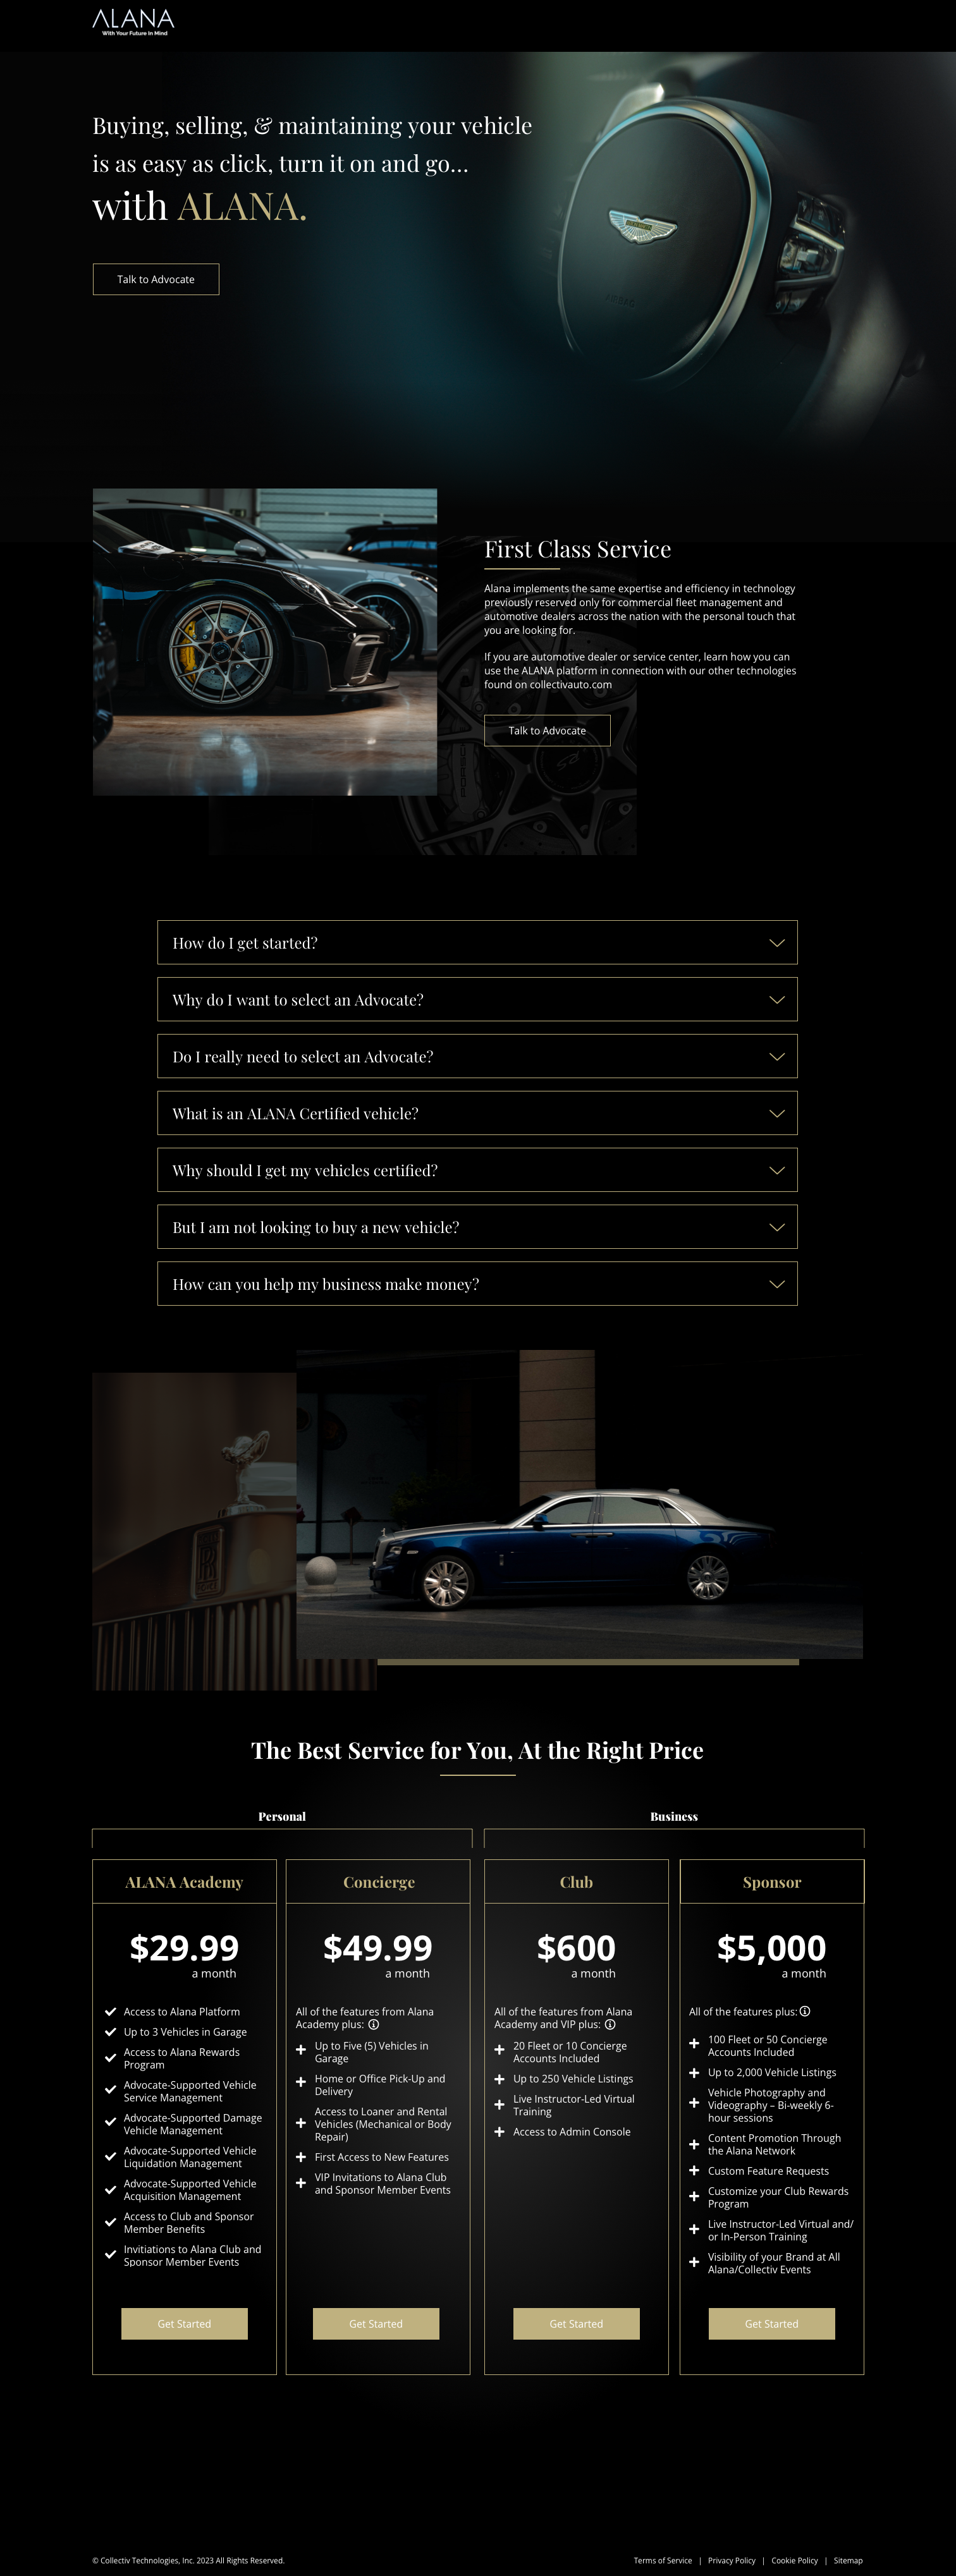 ALANA
With Your Future In Mind
Buying, selling, & maintaining your vehicle
is as easy as click, turn it on and go...
with ALANA.
Talk to Advocate
First Class Service
Alana implements the same expertise and efficiency in technology
previously reserved only for commercial fleet management and
automotive dealers across the nation with the personal touch that
you are looking for.
If you are automotive dealer or service center, learn how you can
use the ALANA platform in connection with our other technologies
found on collectivauto.com
Talk to Advocate
How do I get started?
Why do I want to select an Advocate?
Do I really need to select an Advocate?
What is an ALANA Certified vehicle?
Why should I get my vehicles certified?
But I am not looking to buy a new vehicle?
How can you help my business make money?
The Best Service for You, At the Right Price
Personal
Business
ALANA Academy
$29.99
a month
Access to Alana Platform
Up to 3 Vehicles in Garage
Access to Alana Rewards
Program
Advocate-Supported Vehicle
Service Management
Advocate-Supported Damage
Vehicle Management
Advocate-Supported Vehicle
Liquidation Management
Advocate-Supported Vehicle
Acquisition Management
Access to Club and Sponsor
Member Benefits
Invitiations to Alana Club and
Sponsor Member Events
Get Started
Concierge
$49.99
a month
All of the features from Alana
Academy plus:
Up to Five (5) Vehicles in
Garage
Home or Office Pick-Up and
Delivery
Access to Loaner and Rental
Vehicles (Mechanical or Body
Repair)
First Access to New Features
VIP Invitations to Alana Club
and Sponsor Member Events
Get Started
Club
$600
a month
All of the features from Alana
Academy and VIP plus:
20 Fleet or 10 Concierge
Accounts Included
Up to 250 Vehicle Listings
Live Instructor-Led Virtual
Training
Access to Admin Console
Get Started
Sponsor
$5,000
a month
All of the features plus:
100 Fleet or 50 Concierge
Accounts Included
Up to 2,000 Vehicle Listings
Vehicle Photography and
Videography – Bi-weekly 6-
hour sessions
Content Promotion Through
the Alana Network
Custom Feature Requests
Customize your Club Rewards
Program
Live Instructor-Led Virtual and/
or In-Person Training
Visibility of your Brand at All
Alana/Collectiv Events
Get Started
© Collectiv Technologies, Inc. 2023 All Rights Reserved.
Terms of Service | Privacy Policy | Cookie Policy | Sitemap